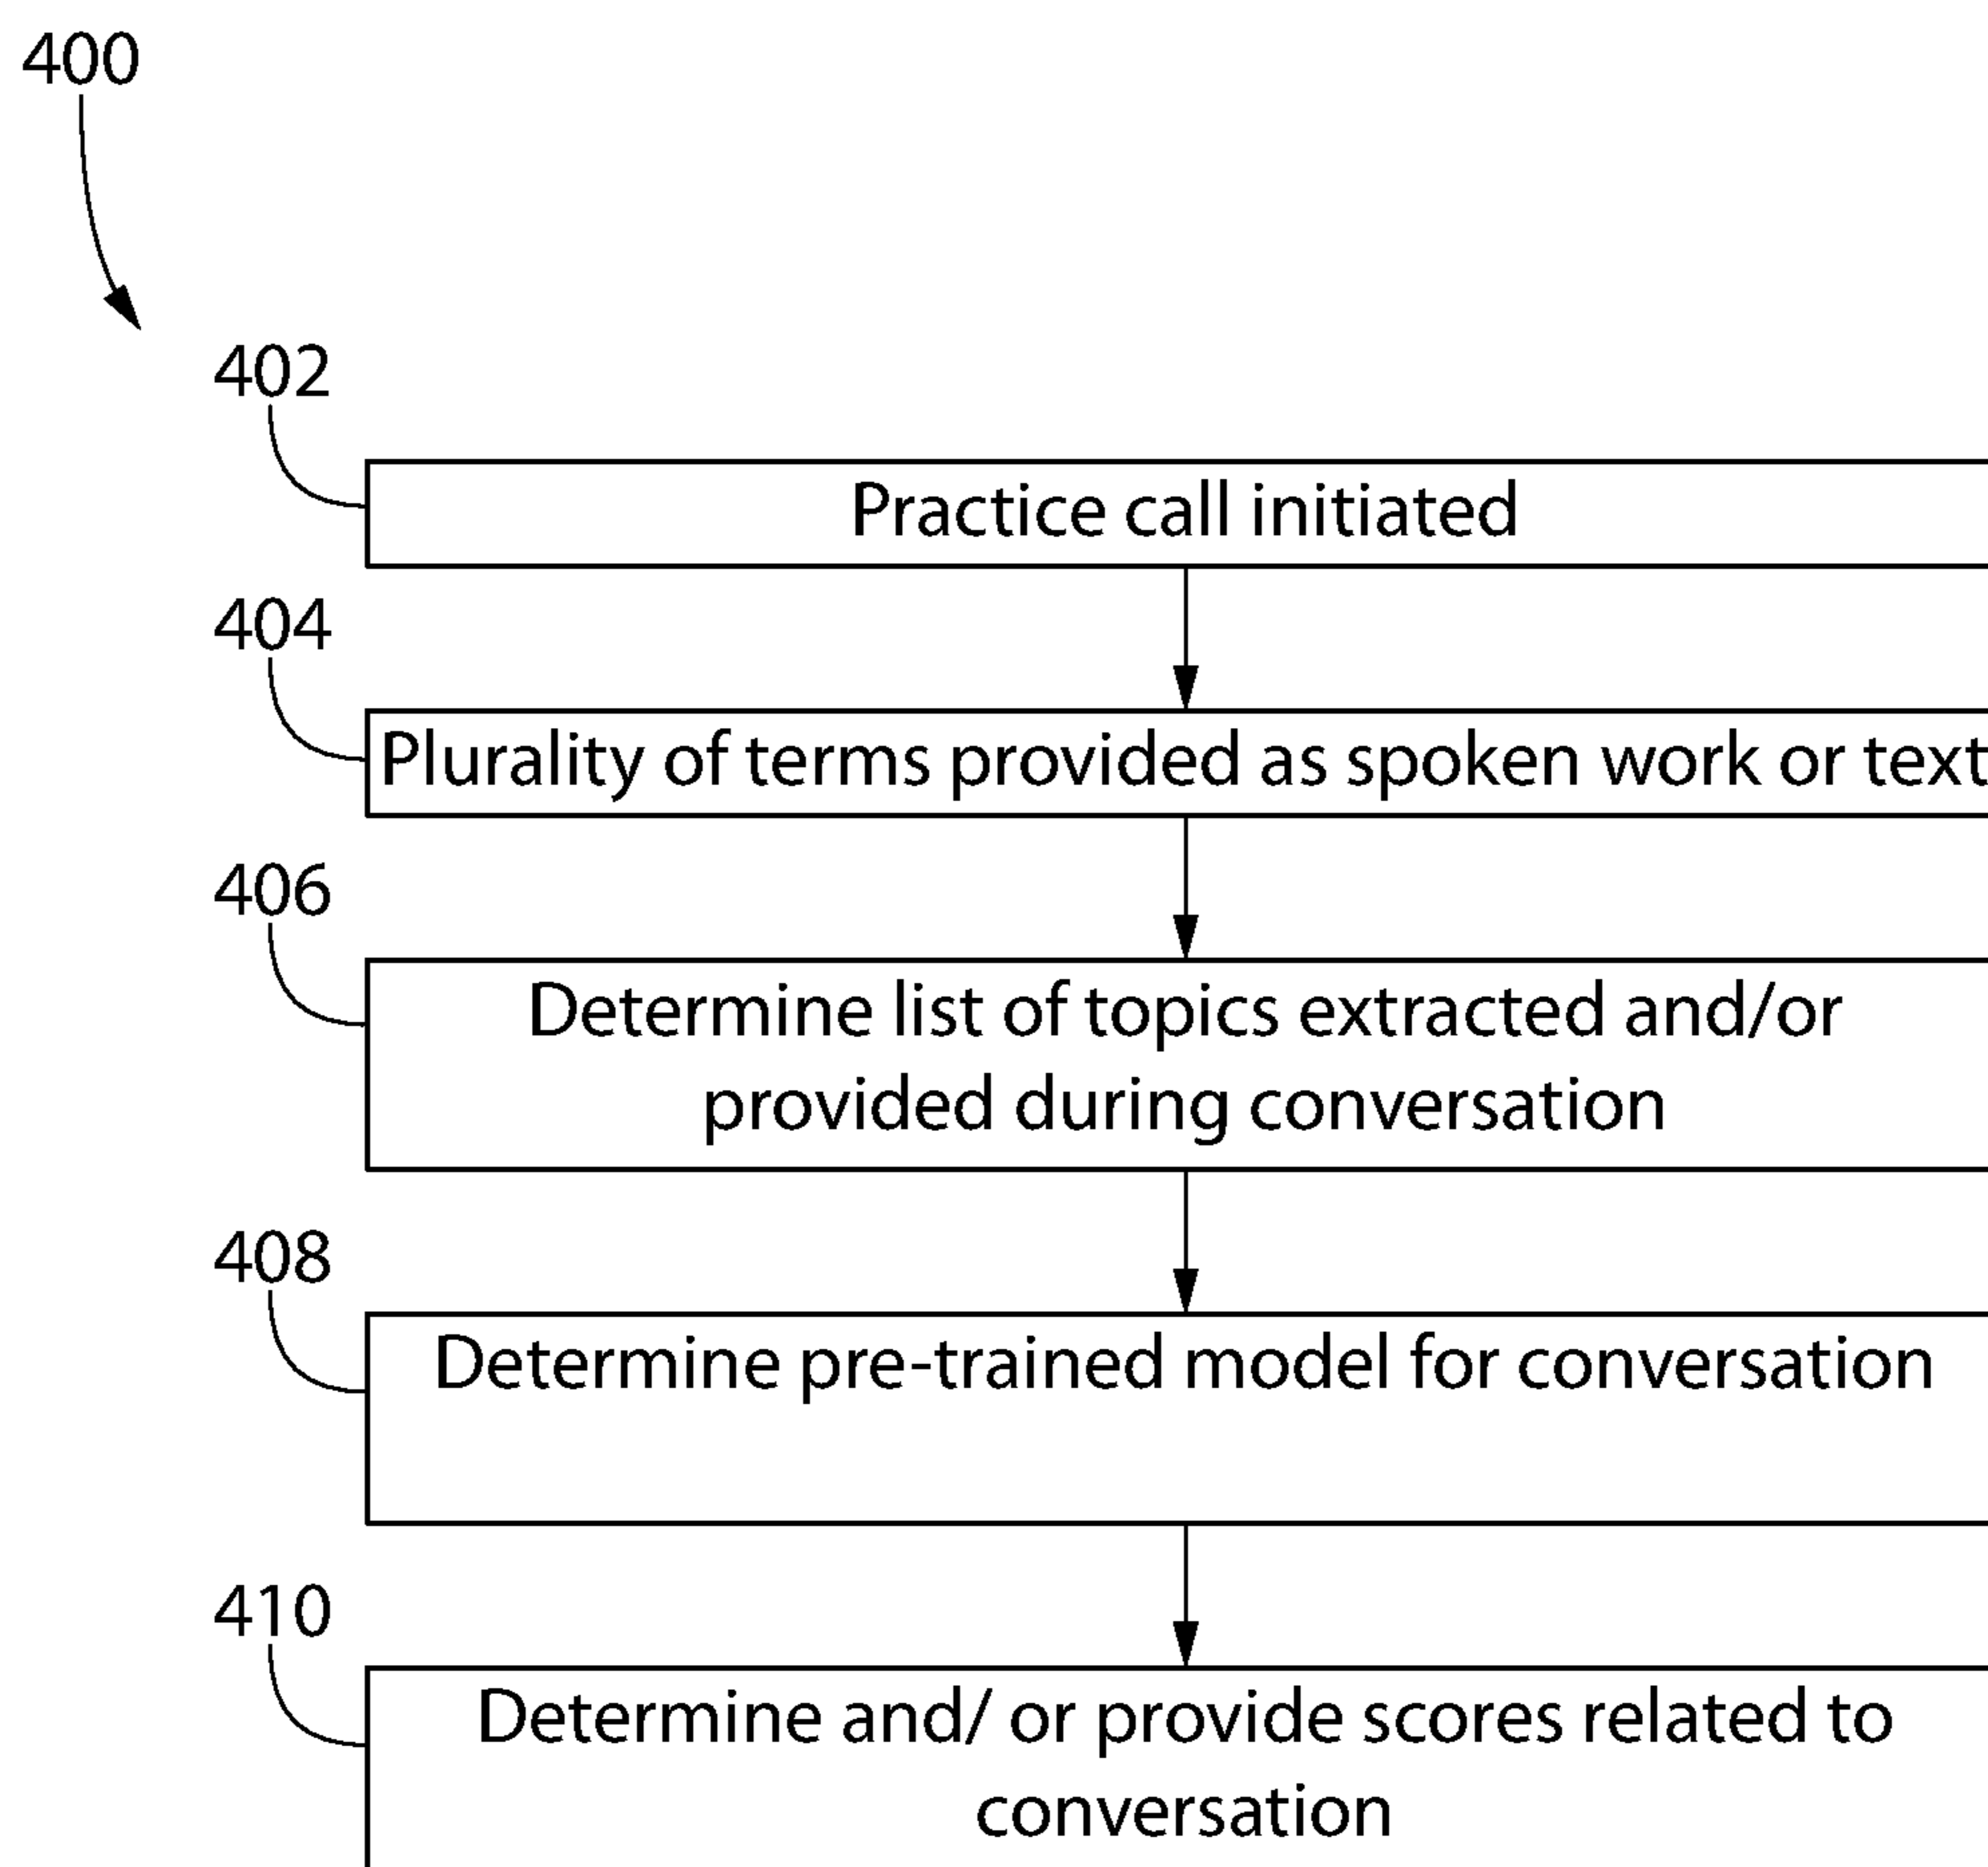 400
402
Practice call initiated
404
Plurality of terms provided as spoken work or text
406
Determine list of topics extracted and/or
provided during conversation
408
Determine pre-trained model for conversation
410
Determine and/ or provide scores related to
conversation